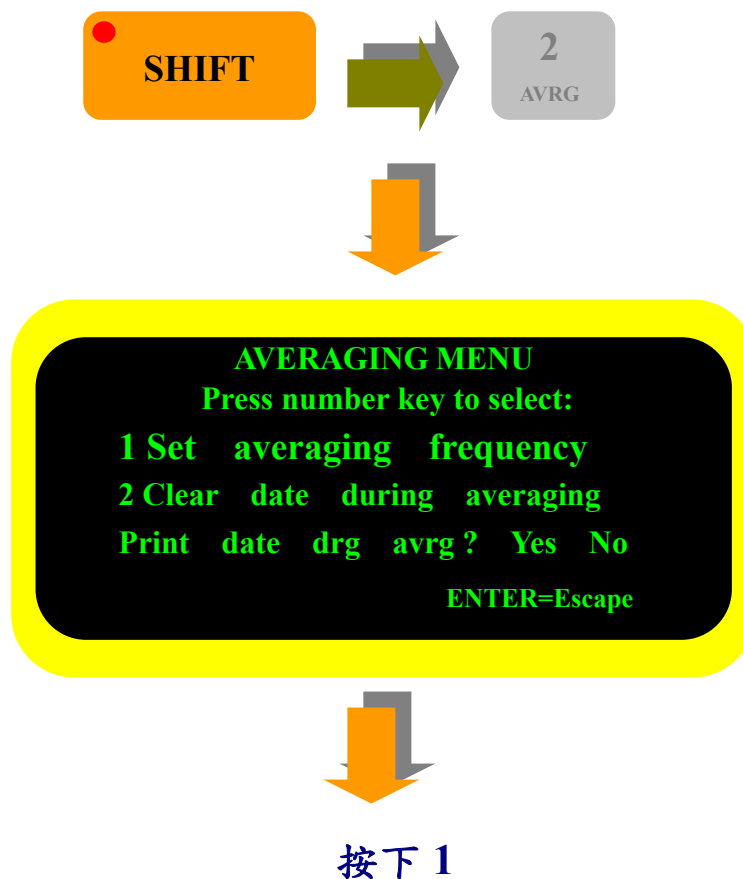 SHIFT
2
AVRG
AVERAGING MENU
Press number key to select:
1 Set averaging frequency
2 Clear date during averaging
Print date drg avrg ? Yes No
ENTER=Escape
按下 1